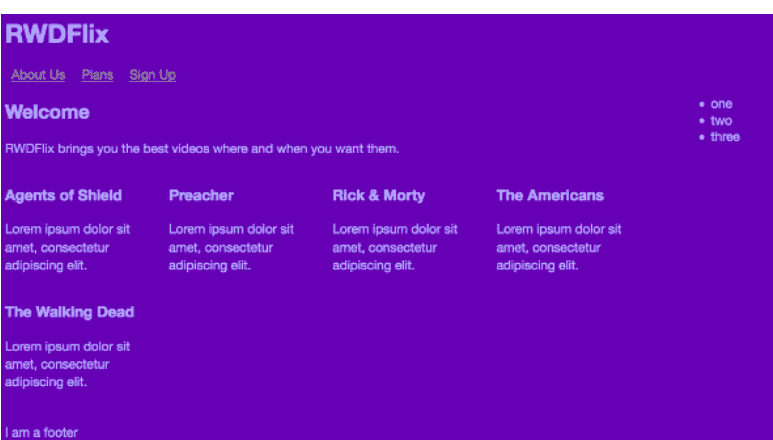 RWDFlix
About Us Plans Sign Up
Welcome
RWDFlix brings you the best videos where and when you want them.
• one
• two
• three
Agents of Shield
Lorem ipsum dolor sit
amet, consectetur
adipiscing elit.
Preacher
Lorem ipsum dolor sit
amet, consectetur
adipiscing elit.
Rick & Morty
Lorem ipsum dolor sit
amet, consectetur
adipiscing elit.
The Americans
Lorem ipsum dolor sit
amet, consectetur
adipiscing elit.
The Walking Dead
Lorem ipsum dolor sit
amet, consectetur
adipiscing elit.
I am a footer